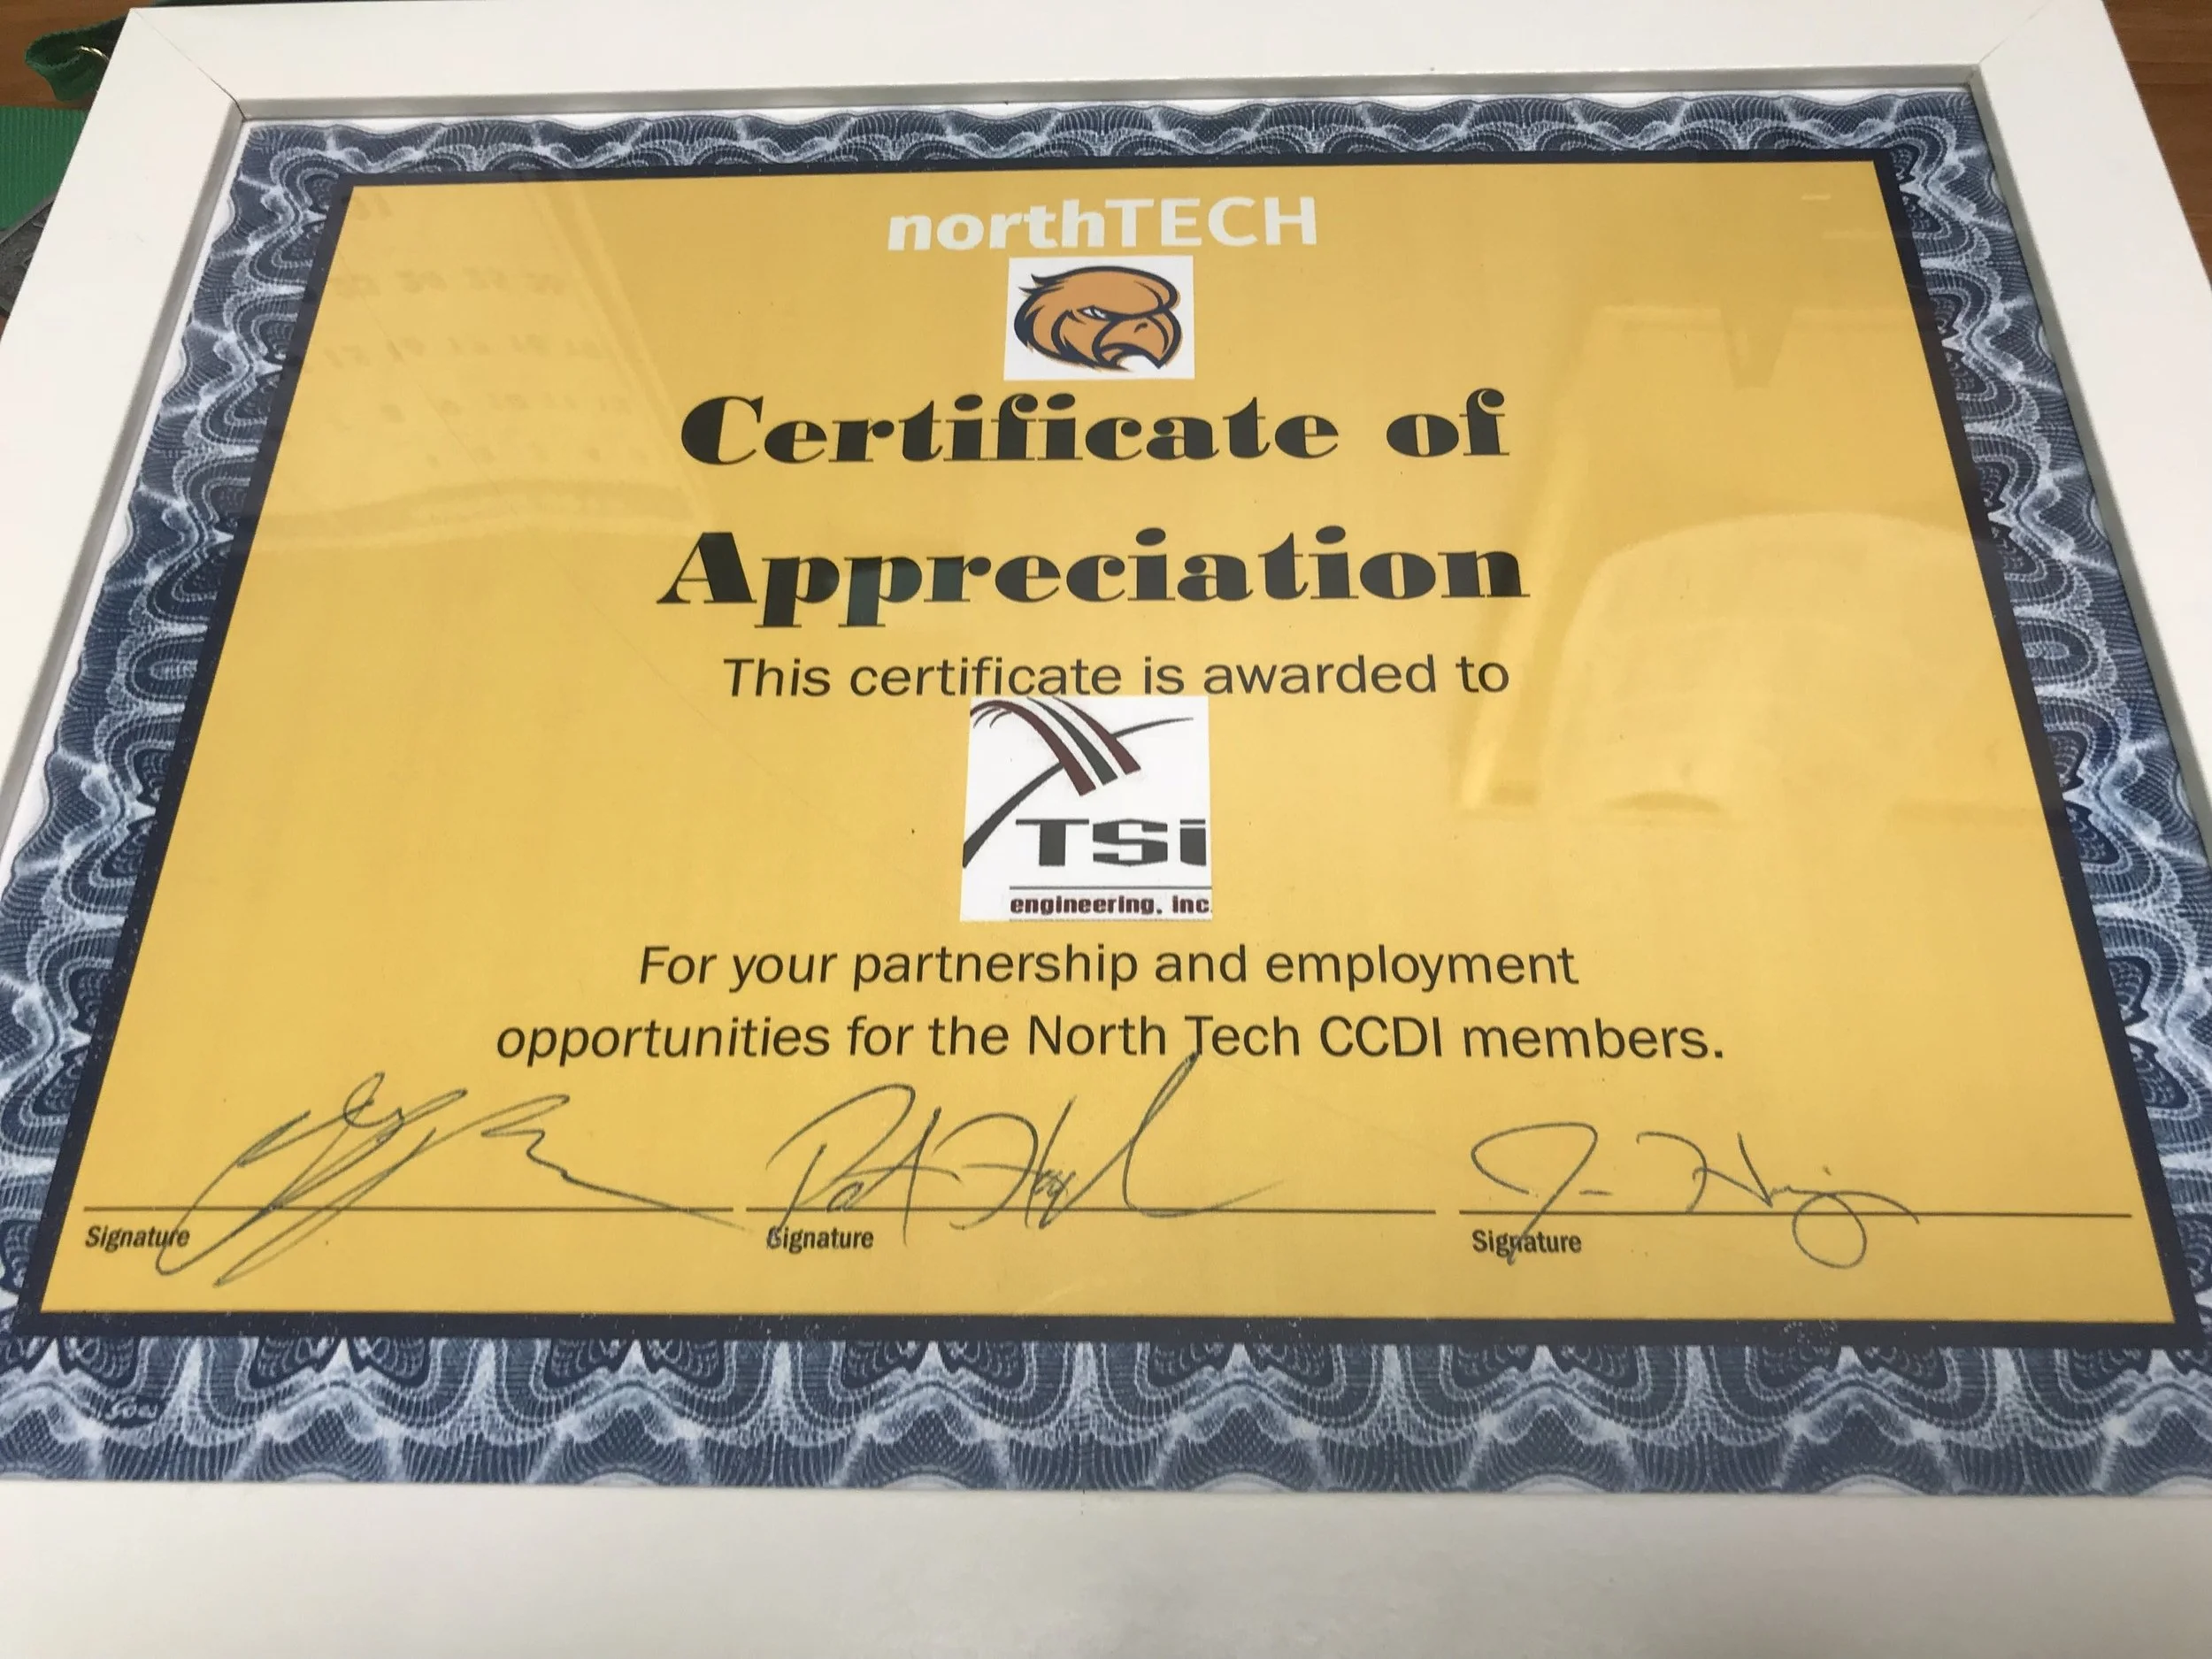 northTECH
Certificate of
Appreciation
This certificate is awarded to
TSi
engineering, inc
For your partnership and employment
opportunities for the North Tech CCDI members.
Signature Signature Signature